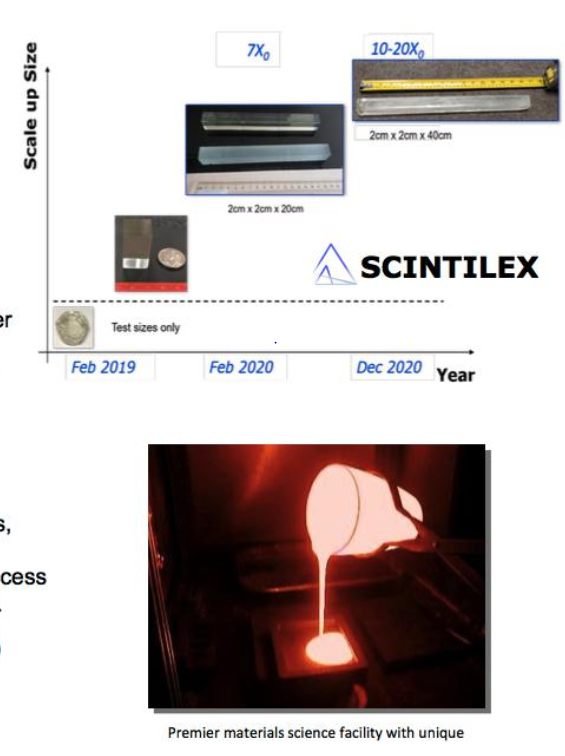 7X₀
10-20X₀
Scale up Size
2cm x 2cm x 40cm
2cm x 2cm x 20cm
SCINTILEX
er
Test sizes only
Feb 2019
Feb 2020
Dec 2020
Year
s,
cess
Premier materials science facility with unique